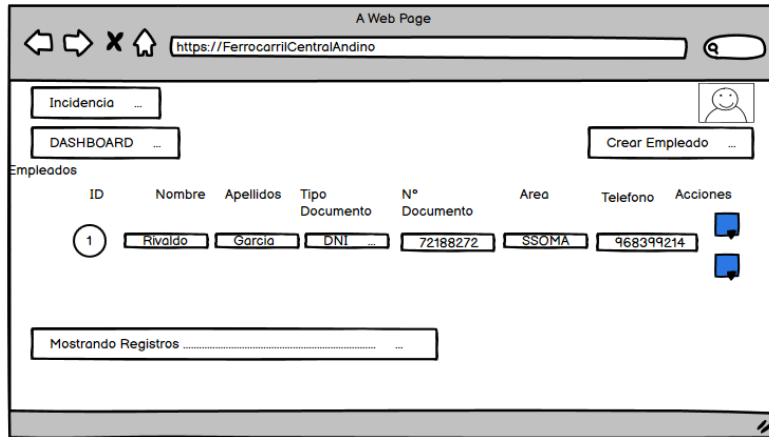 A Web Page
https://FerrocarrilCentralAndino
Incidencia ...
DASHBOARD ...
Crear Empleado ...
Empleados
ID Nombre Apellidos Tipo Documento N° Documento Area Telefono Acciones
1 Rivaldo Garcia DNI ... 72188272 SSOMA 968399214
Mostrando Registros ................................................................ ...